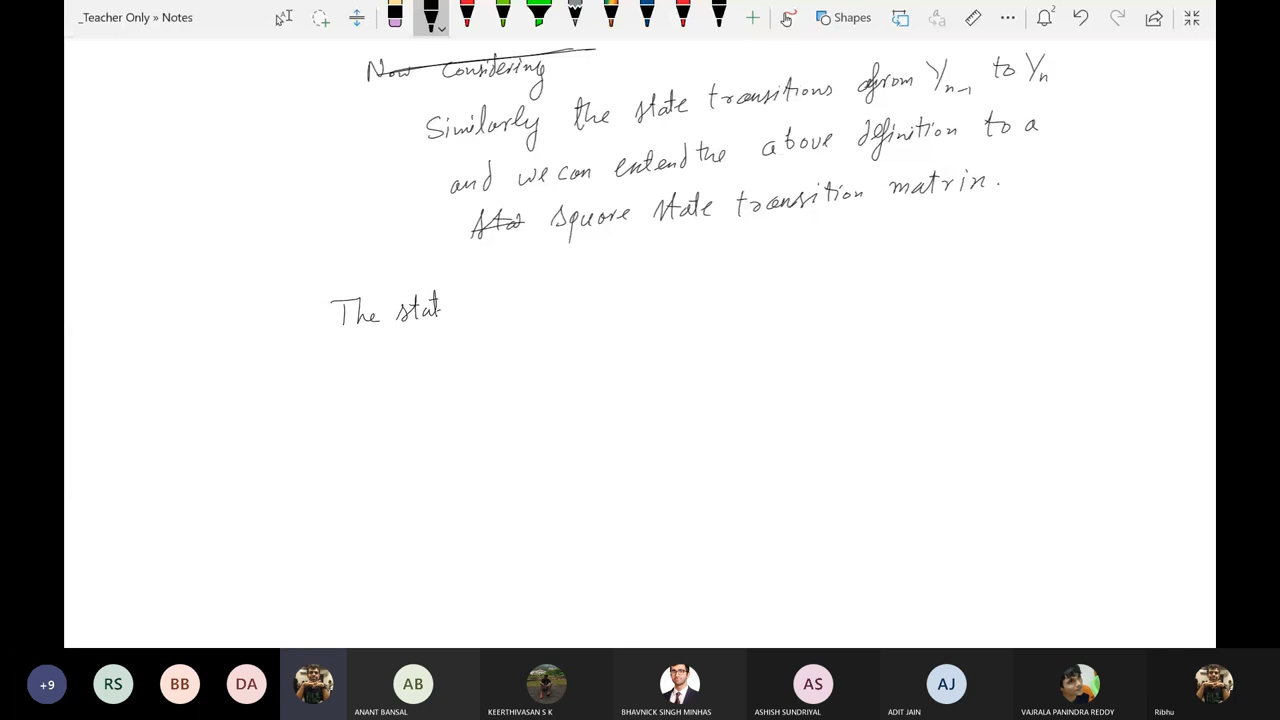 _Teacher Only » Notes
Shapes
2
Now considering
Similarly the state transitions from Yn-1 to Yn
and we can extend the above definition to a
square state transition matrix.
The stat
+9
RS
BB
DA
AB
AS
AJ
ANANT BANSAL
KEERTHIVASAN S K
BHAVNICK SINGH MINHAS
ASHISH SUNDRIYAL
ADIT JAIN
VAJRALA PANINDRA REDDY
Ribhu